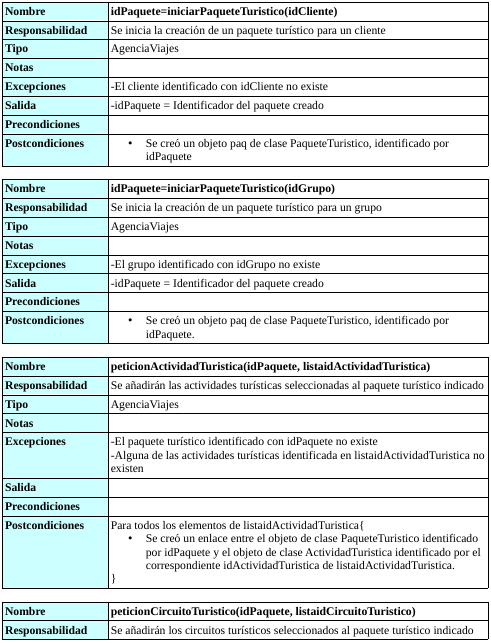 Nombre idPaquete=iniciarPaqueteTuristico(idCliente)
Responsabilidad Se inicia la creación de un paquete turístico para un cliente
Tipo AgenciaViajes
Notas
Excepciones -El cliente identificado con idCliente no existe
Salida -idPaquete = Identificador del paquete creado
Precondiciones
Postcondiciones • Se creó un objeto paq de clase PaqueteTuristico, identificado por
idPaquete
Nombre idPaquete=iniciarPaqueteTuristico(idGrupo)
Responsabilidad Se inicia la creación de un paquete turístico para un grupo
Tipo AgenciaViajes
Notas
Excepciones -El grupo identificado con idGrupo no existe
Salida -idPaquete = Identificador del paquete creado
Precondiciones
Postcondiciones • Se creó un objeto paq de clase PaqueteTuristico, identificado por
idPaquete.
Nombre peticionActividadTuristica(idPaquete, listaidActividadTuristica)
Responsabilidad Se añadirán las actividades turísticas seleccionadas al paquete turístico indicado
Tipo AgenciaViajes
Notas
Excepciones -El paquete turístico identificado con idPaquete no existe
-Alguna de las actividades turísticas identificada en listaidActividadTuristica no
existen
Salida
Precondiciones
Postcondiciones Para todos los elementos de listaidActividadTuristica{
• Se creó un enlace entre el objeto de clase PaqueteTuristico identificado
por idPaquete y el objeto de clase ActividadTuristica identificado por el
correspondiente idActividadTuristica de listaidActividadTuristica.
}
Nombre peticionCircuitoTuristico(idPaquete, listaidCircuitoTuristico)
Responsabilidad Se añadirán los circuitos turísticos seleccionados al paquete turístico indicado